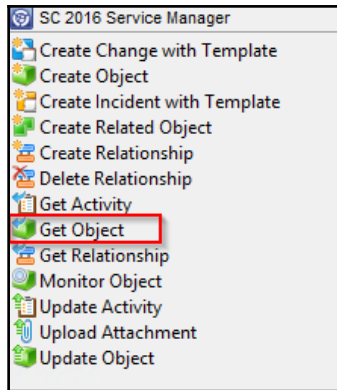 SC 2016 Service Manager
Create Change with Template
Create Object
Create Incident with Template
Create Related Object
Create Relationship
Delete Relationship
Get Activity
Get Object
Get Relationship
Monitor Object
Update Activity
Upload Attachment
Update Object